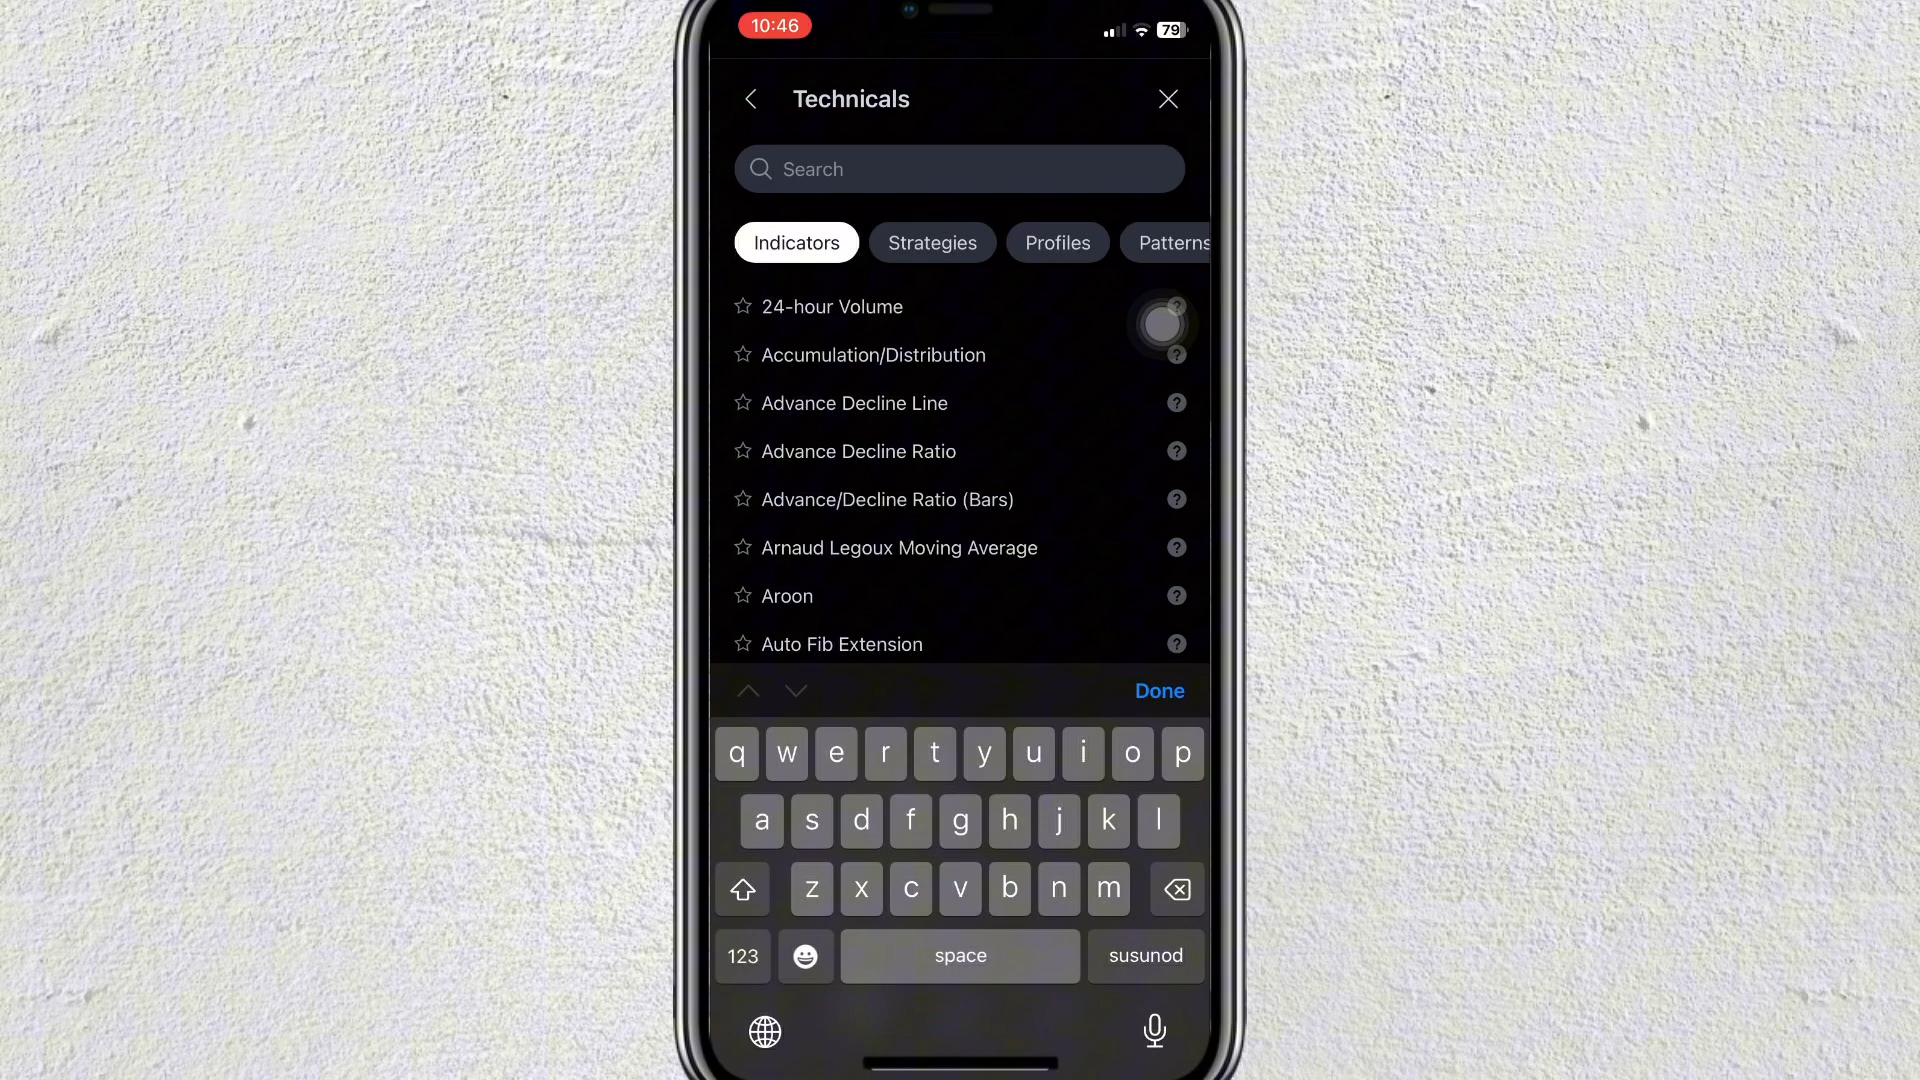 10:46
79
Technicals
Search
Indicators Strategies Profiles Patterns
24-hour Volume ?
Accumulation/Distribution ?
Advance Decline Line ?
Advance Decline Ratio ?
Advance/Decline Ratio (Bars) ?
Arnaud Legoux Moving Average ?
Aroon ?
Auto Fib Extension ?
Done
q w e r t y u i o p
a s d f g h j k l
z x c v b n m
123 space susunod